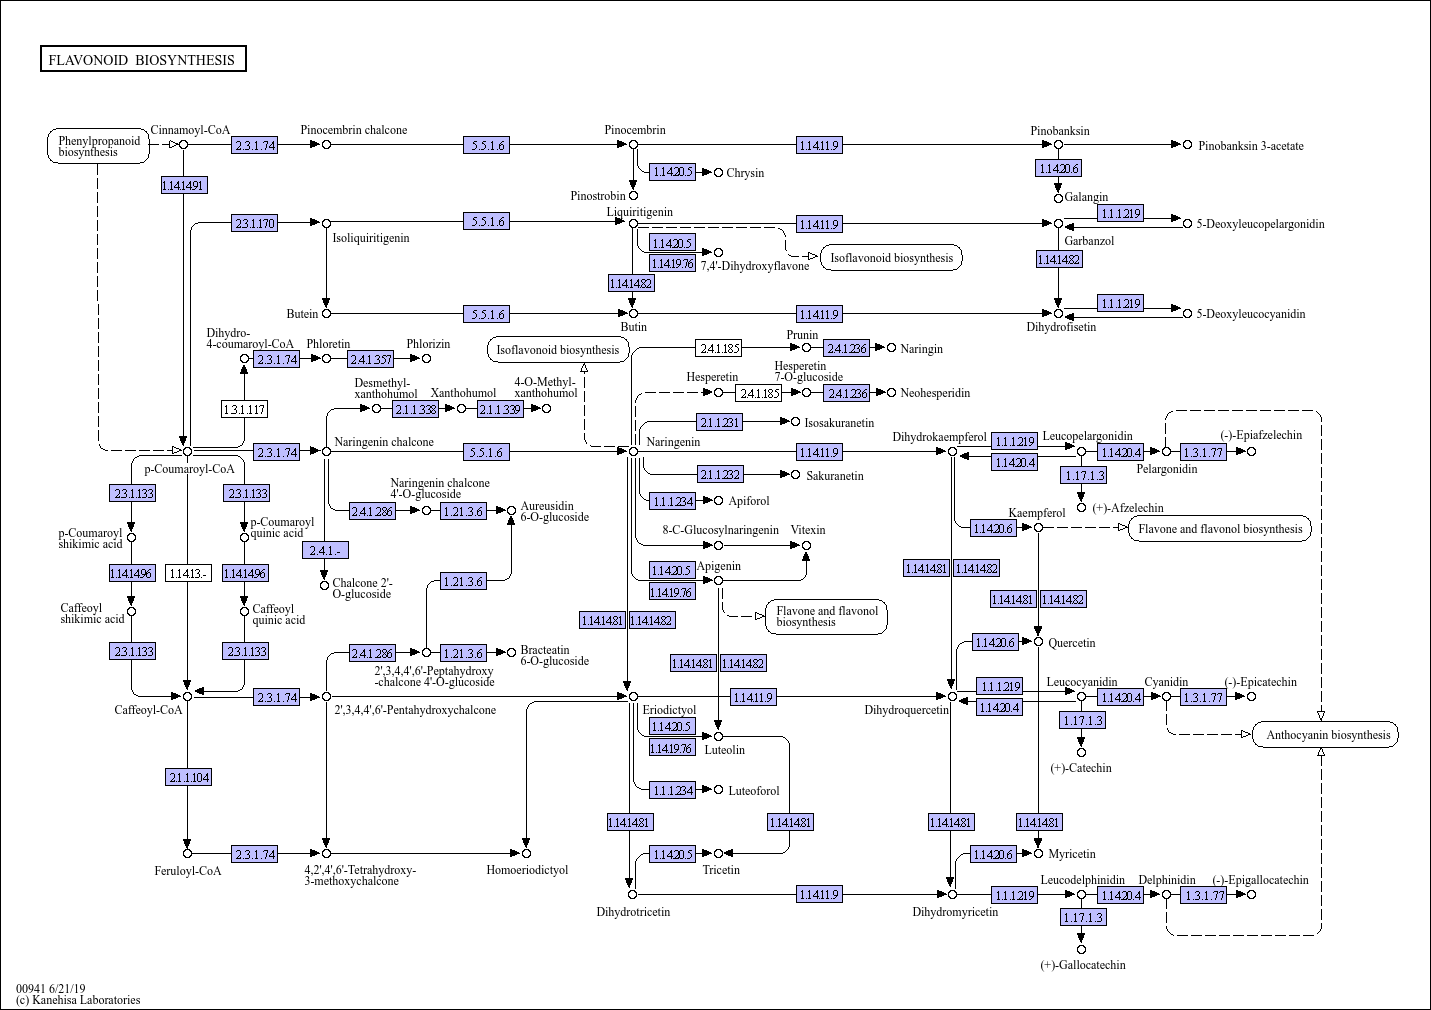 FLAVONOID BIOSYNTHESIS
Phenylpropanoid
biosynthesis
Cinnamoyl-CoA
2.3.1.74
Pinocembrin chalcone
5.5.1.6
Pinocembrin
1.14.11.9
Pinobanksin
Pinobanksin 3-acetate
1.14.20.5
Chrysin
1.14.20.6
Pinostrobin
Galangin
1.14.14.91
2.3.1.170
Isoliquiritigenin
5.5.1.6
Liquiritigenin
1.14.11.9
1.1.1.219
5-Deoxyleucopelargonidin
Garbanzol
1.14.20.5
1.14.19.76
7,4'-Dihydroxyflavone
Isoflavonoid biosynthesis
1.14.14.82
1.14.14.82
Butein
5.5.1.6
Butin
1.14.11.9
Dihydrofisetin
1.1.1.219
5-Deoxyleucocyanidin
Dihydro-
4-coumaroyl-CoA
2.3.1.74
Phloretin
2.4.1.357
Phlorizin
Isoflavonoid biosynthesis
2.4.1.185
Prunin
2.4.1.236
Naringin
Desmethyl-
xanthohumol
Xanthohumol
4-O-Methyl-
xanthohumol
Hesperetin
2.4.1.185
Hesperetin
7-O-glucoside
2.4.1.236
Neohesperidin
1.3.1.117
2.1.1.338
2.1.1.339
2.1.1.231
Isosakuranetin
p-Coumaroyl-CoA
2.3.1.74
Naringenin chalcone
5.5.1.6
Naringenin
1.14.11.9
Dihydrokaempferol
1.1.1.219
1.14.20.4
Leucopelargonidin
1.14.20.4
Pelargonidin
1.3.1.77
(-)-Epiafzelechin
2.1.1.232
Sakuranetin
1.17.1.3
(+)-Afzelechin
2.3.1.133
2.3.1.133
Naringenin chalcone
4'-O-glucoside
2.4.1.286
1.21.3.6
Aureusidin
6-O-glucoside
1.1.1.234
Apiforol
Kaempferol
1.14.20.6
Flavone and flavonol biosynthesis
p-Coumaroyl
shikimic acid
p-Coumaroyl
quinic acid
2.4.1.-
8-C-Glucosylnaringenin
Vitexin
1.14.14.96
1.14.13.-
1.14.14.96
Chalcone 2'-
O-glucoside
1.21.3.6
1.14.20.5
1.14.19.76
Apigenin
1.14.14.81
1.14.14.82
1.14.14.81
1.14.14.82
Caffeoyl
shikimic acid
Caffeoyl
quinic acid
1.14.14.81
1.14.14.82
Flavone and flavonol
biosynthesis
2.3.1.133
2.3.1.133
2.4.1.286
1.21.3.6
Bracteatin
6-O-glucoside
1.14.20.6
Quercetin
2',3,4,4',6'-Peptahydroxy
-chalcone 4'-O-glucoside
1.14.14.81
1.14.14.82
Caffeoyl-CoA
2.3.1.74
2',3,4,4',6'-Pentahydroxychalcone
Eriodictyol
1.14.11.9
Dihydroquercetin
1.1.1.219
1.14.20.4
Leucocyanidin
1.14.20.4
Cyanidin
1.3.1.77
(-)-Epicatechin
1.14.20.5
1.14.19.76
Luteolin
1.17.1.3
(+)-Catechin
Anthocyanin biosynthesis
2.1.1.104
1.1.1.234
Luteoforol
1.14.14.81
1.14.14.81
1.14.14.81
1.14.14.81
Feruloyl-CoA
2.3.1.74
4,2',4',6'-Tetrahydroxy-
3-methoxychalcone
Homoeriodictyol
1.14.20.5
Tricetin
1.14.20.6
Myricetin
Dihydrotricetin
1.14.11.9
Dihydromyricetin
1.1.1.219
Leucodelphinidin
1.14.20.4
Delphinidin
1.3.1.77
(-)-Epigallocatechin
1.17.1.3
(+)-Gallocatechin
00941 6/21/19
(c) Kanehisa Laboratories